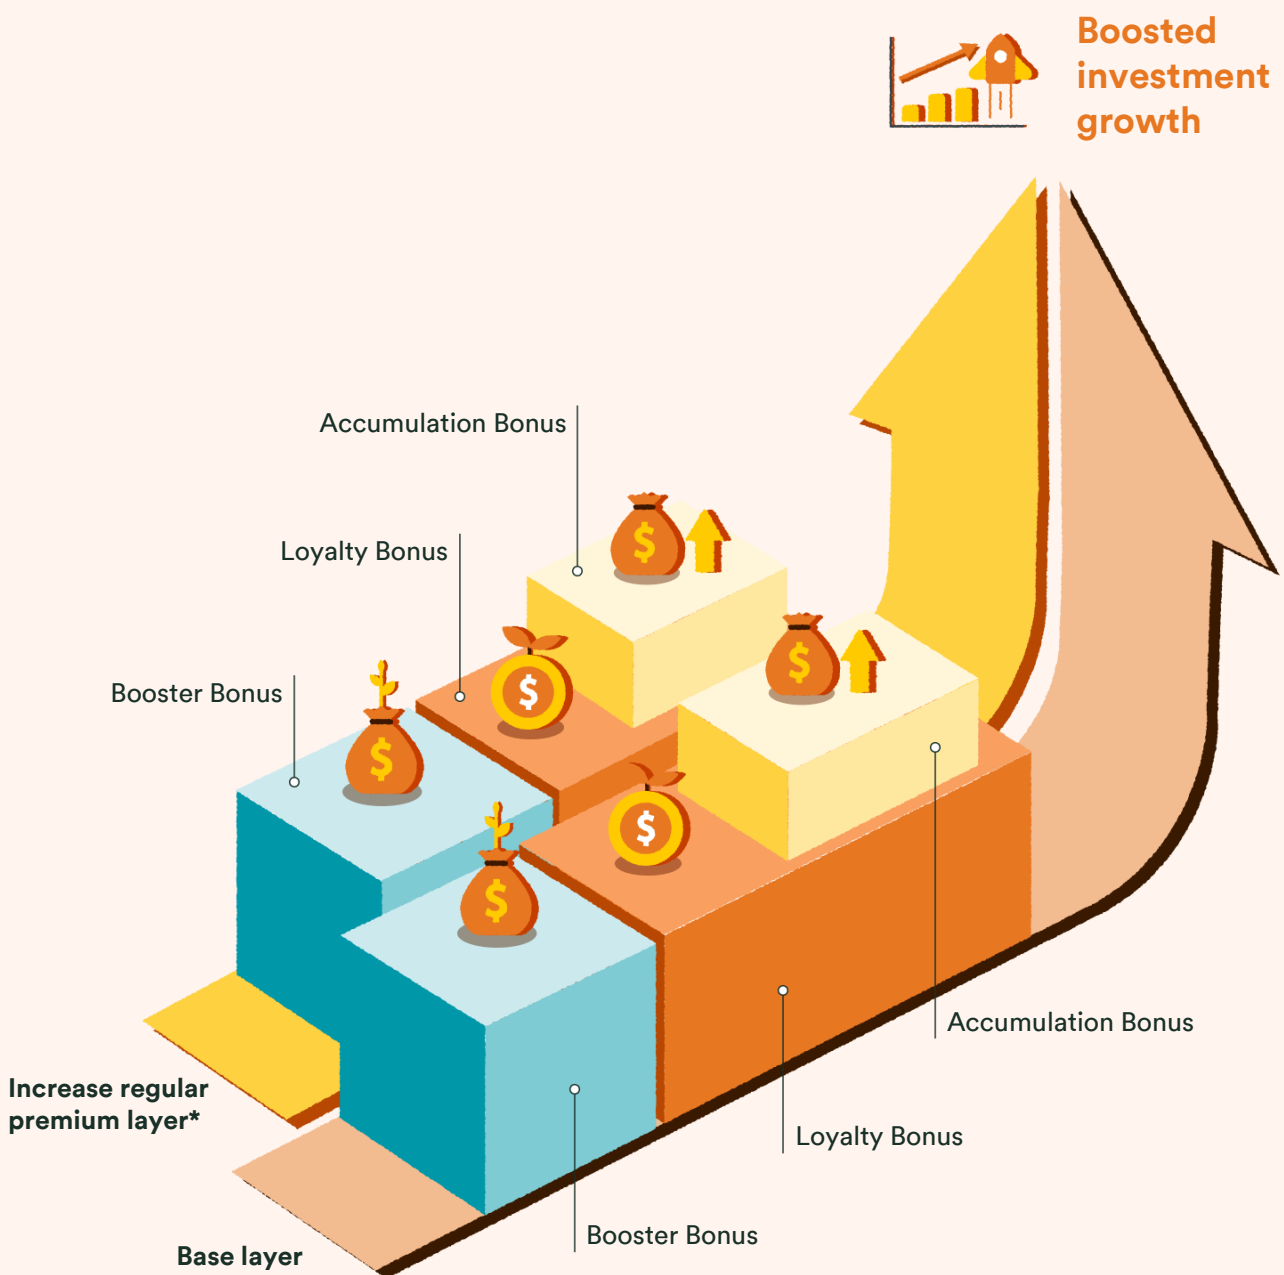 Boosted
investment
growth
Accumulation Bonus
Loyalty Bonus
Booster Bonus
Accumulation Bonus
Increase regular
premium layer*
Loyalty Bonus
Booster Bonus
Base layer